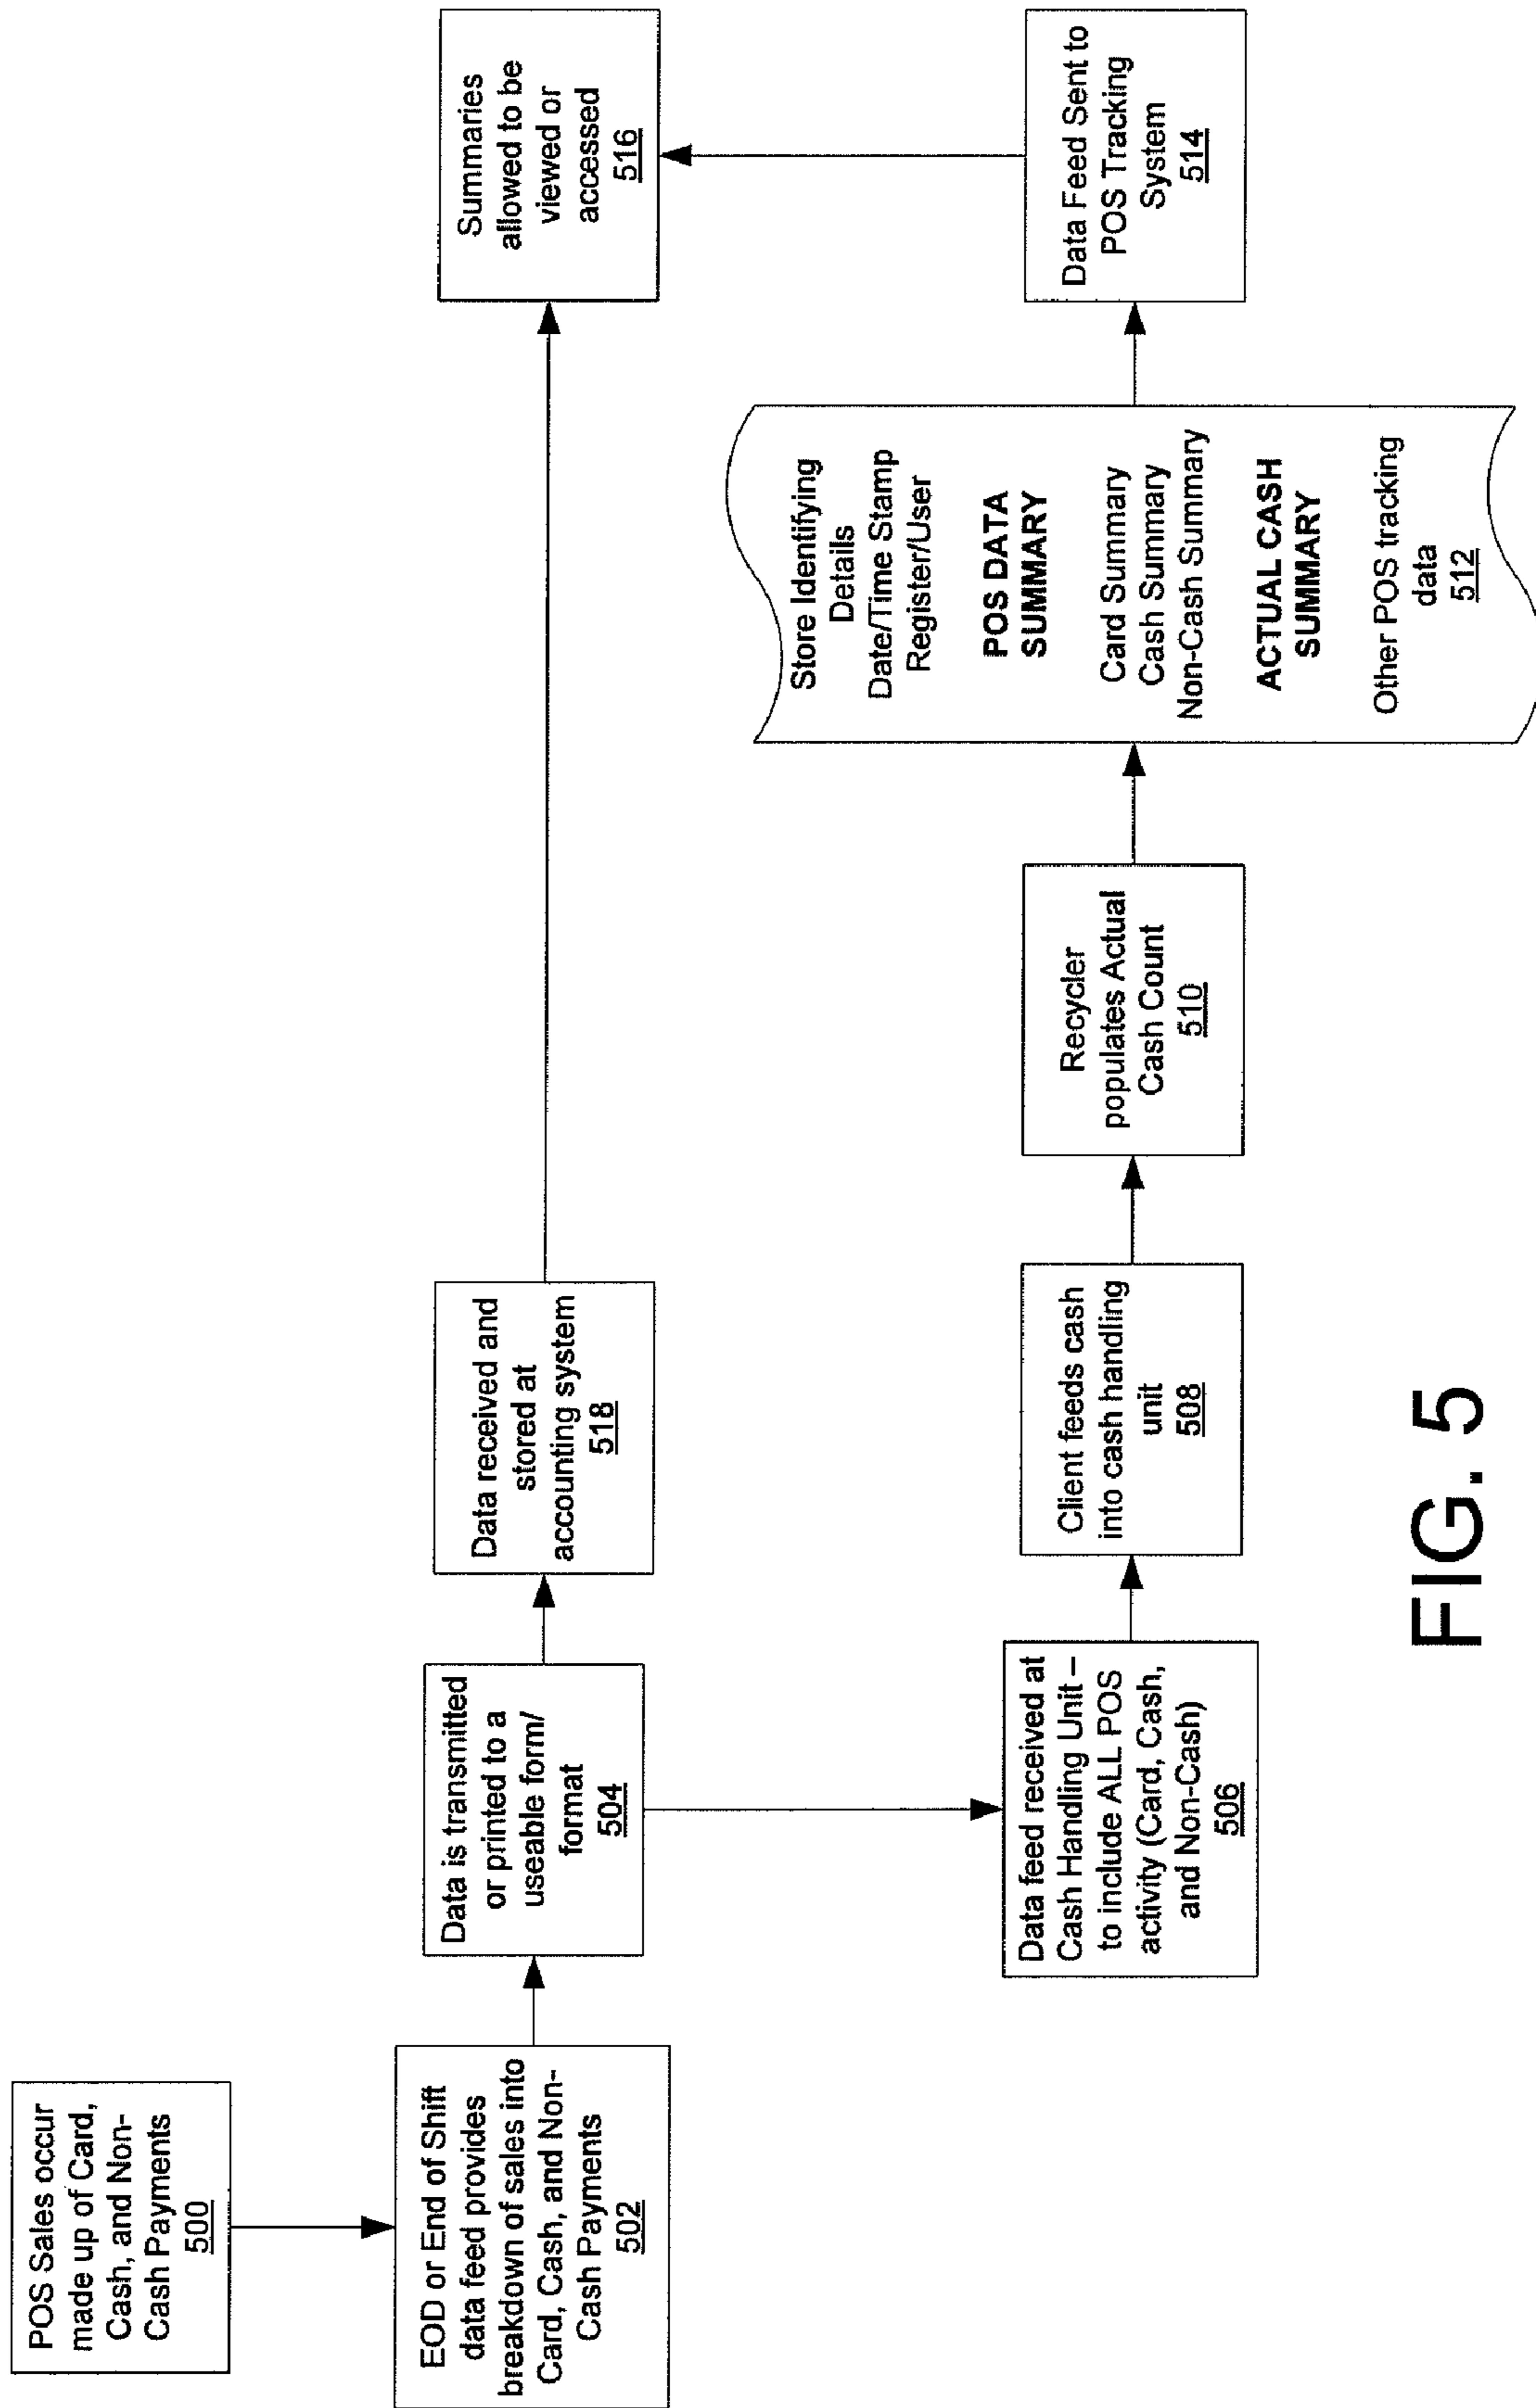 POS Sales occur
made up of Card,
Cash, and Non-
Cash Payments
500
EOD or End of Shift
data feed provides
breakdown of sales into
Card, Cash, and Non-
Cash Payments
502
Data is transmitted
or printed to a
useable form/
format
504
Data received and
stored at
accounting system
518
Summaries
allowed to be
viewed or
accessed
516
Data feed received at
Cash Handling Unit –
to include ALL POS
activity (Card, Cash,
and Non-Cash)
506
Client feeds cash
into cash handling
unit
508
Recycler
populates Actual
Cash Count
510
Store Identifying
Details
Date/Time Stamp
Register/User
POS DATA
SUMMARY
Card Summary
Cash Summary
Non-Cash Summary
ACTUAL CASH
SUMMARY
Other POS tracking
data
512
Data Feed Sent to
POS Tracking
System
514
FIG. 5